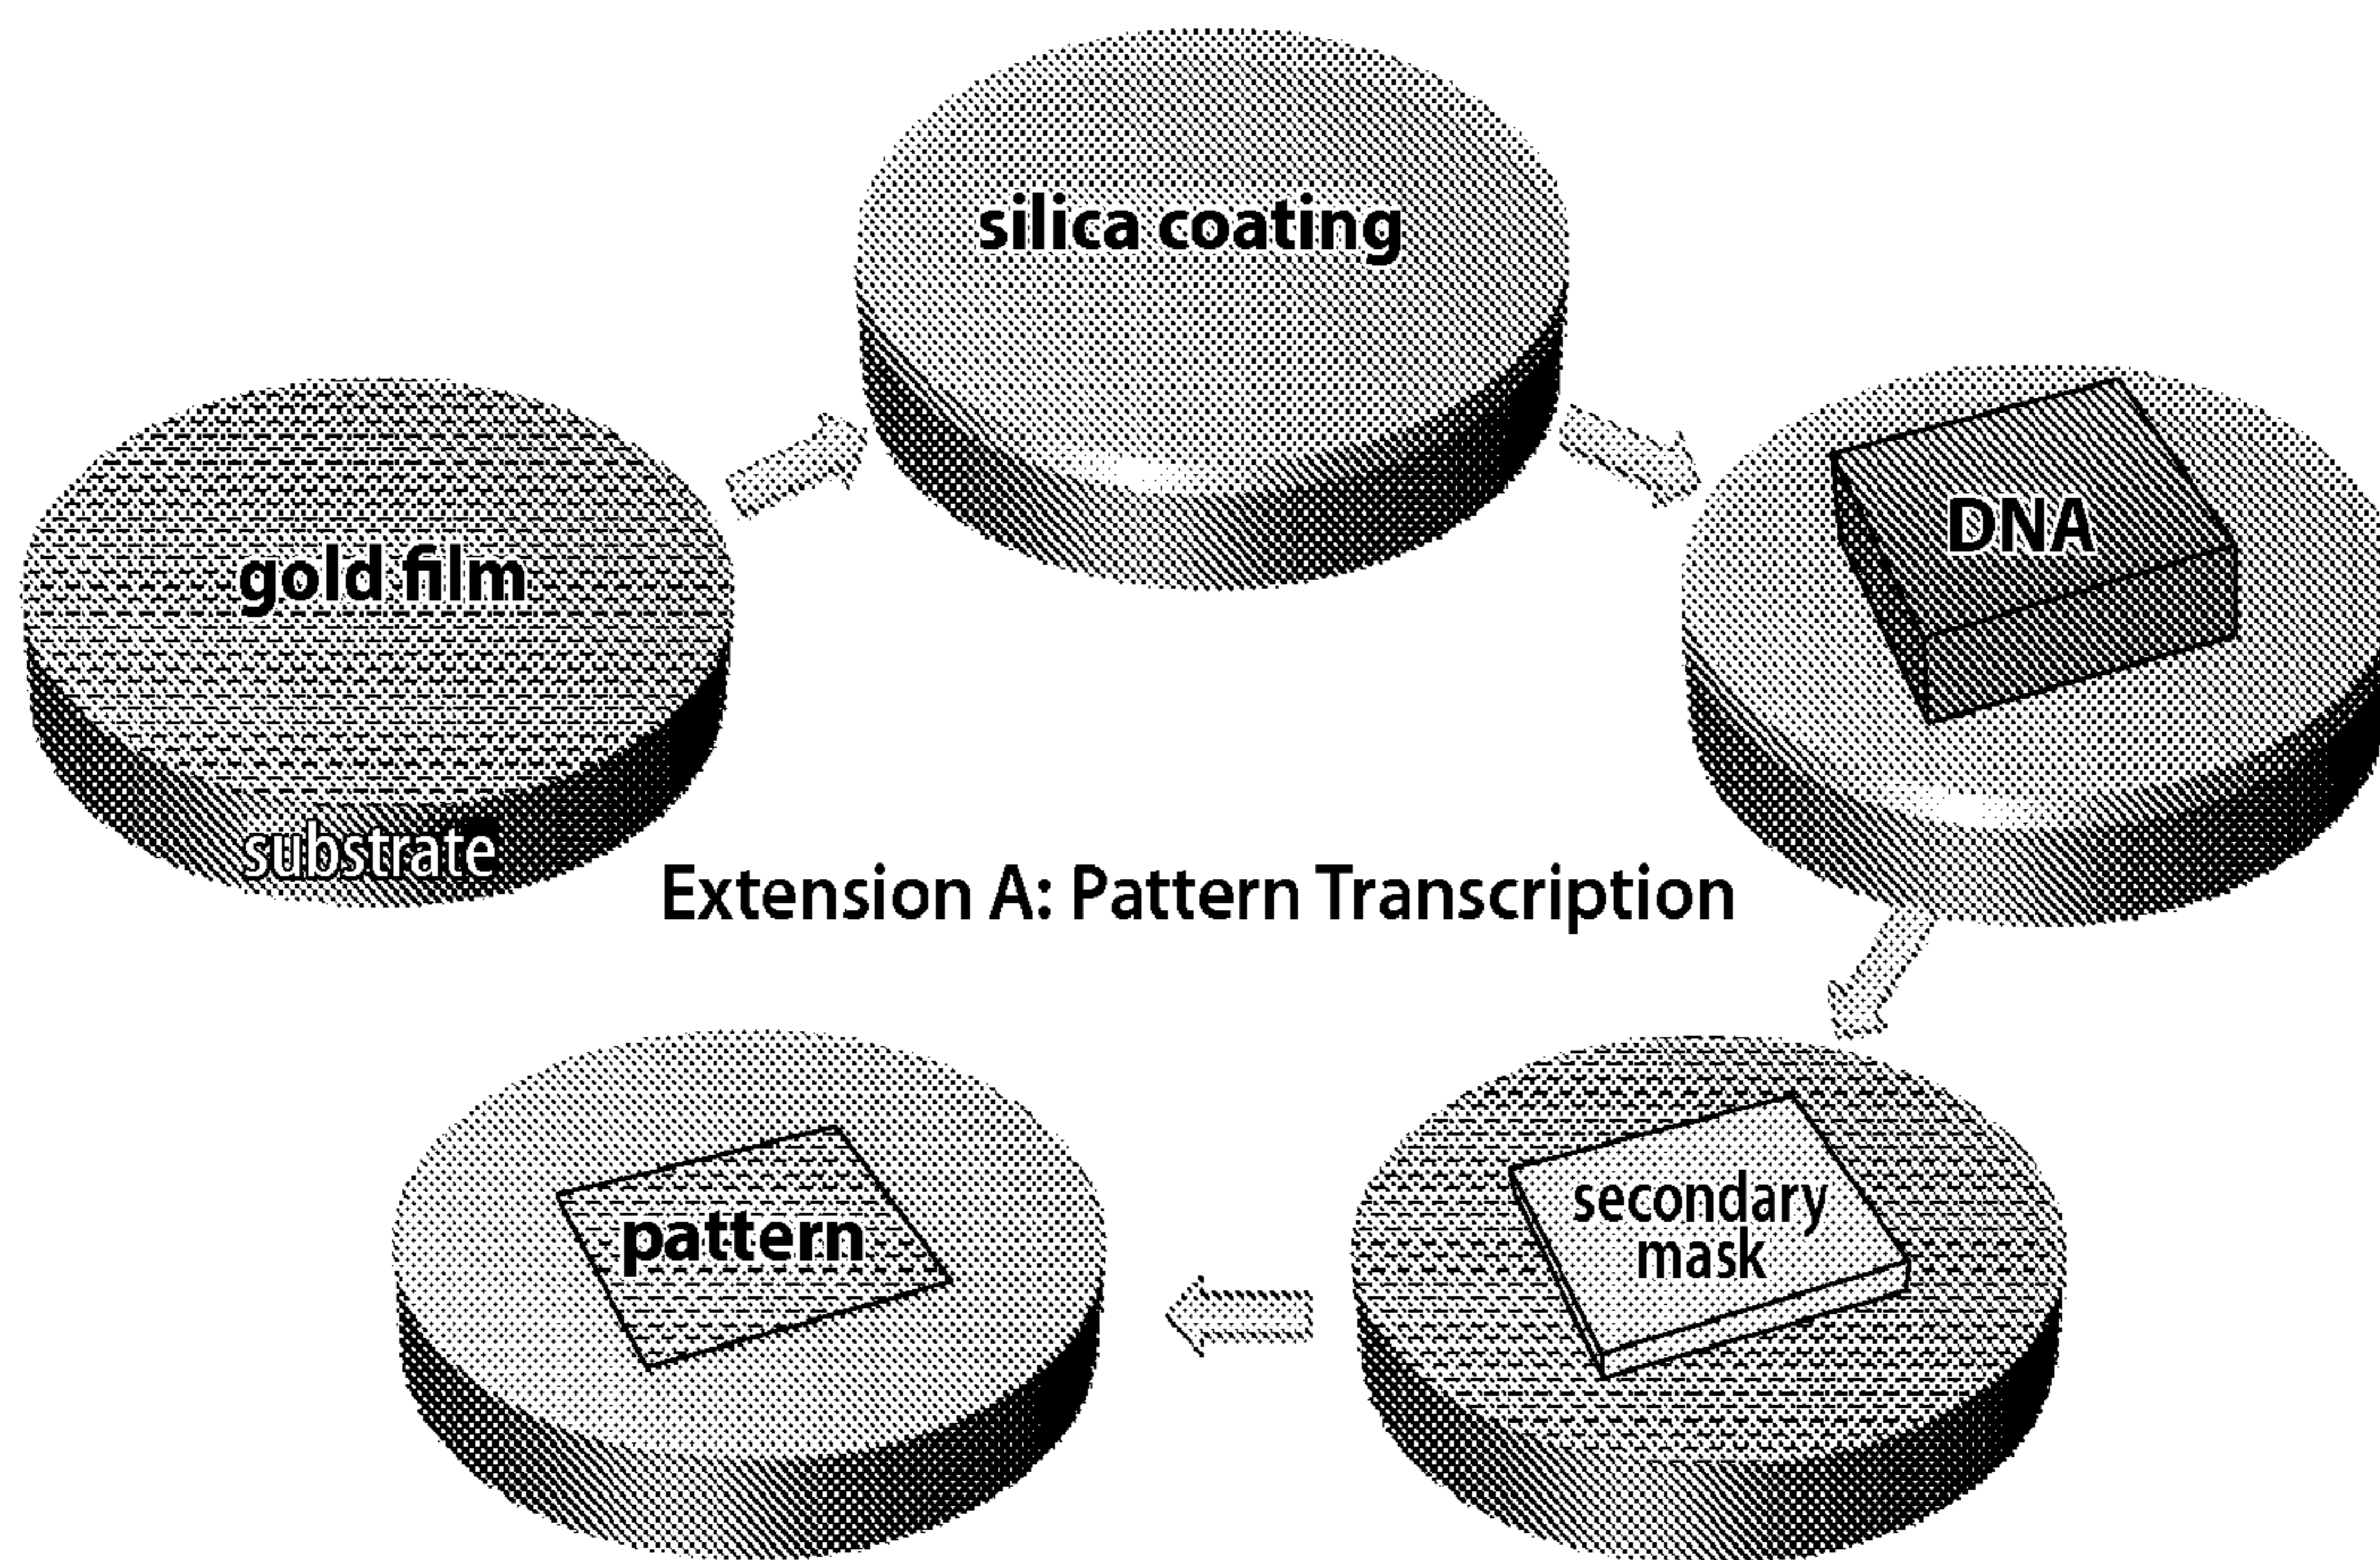 silica coating
gold film
DNA
substrate
Extension A: Pattern Transcription
secondary
mask
pattern